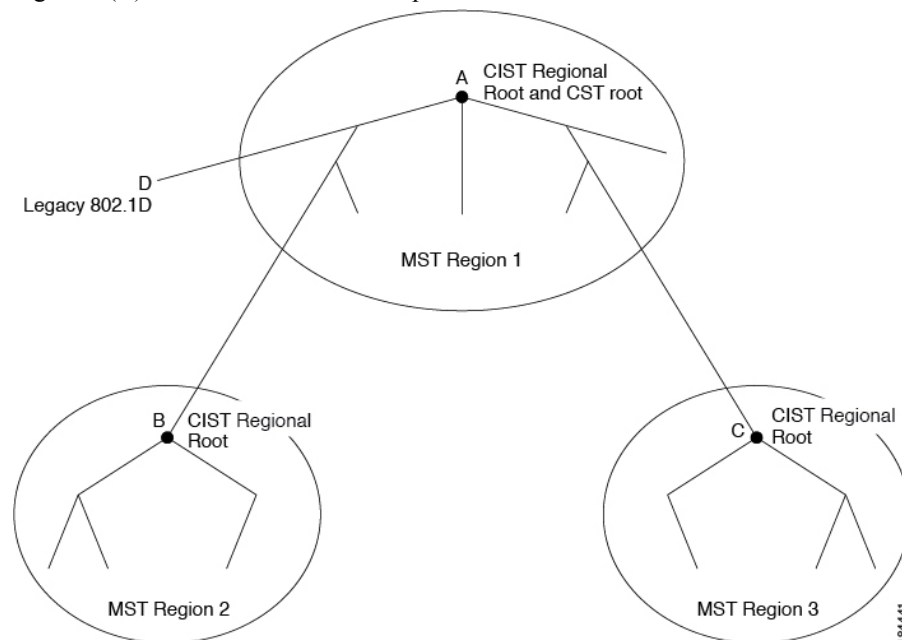 A
CIST Regional
Root and CST root
D
Legacy 802.1D
MST Region 1
B
CIST Regional
Root
C
CIST Regional
Root
MST Region 2
MST Region 3